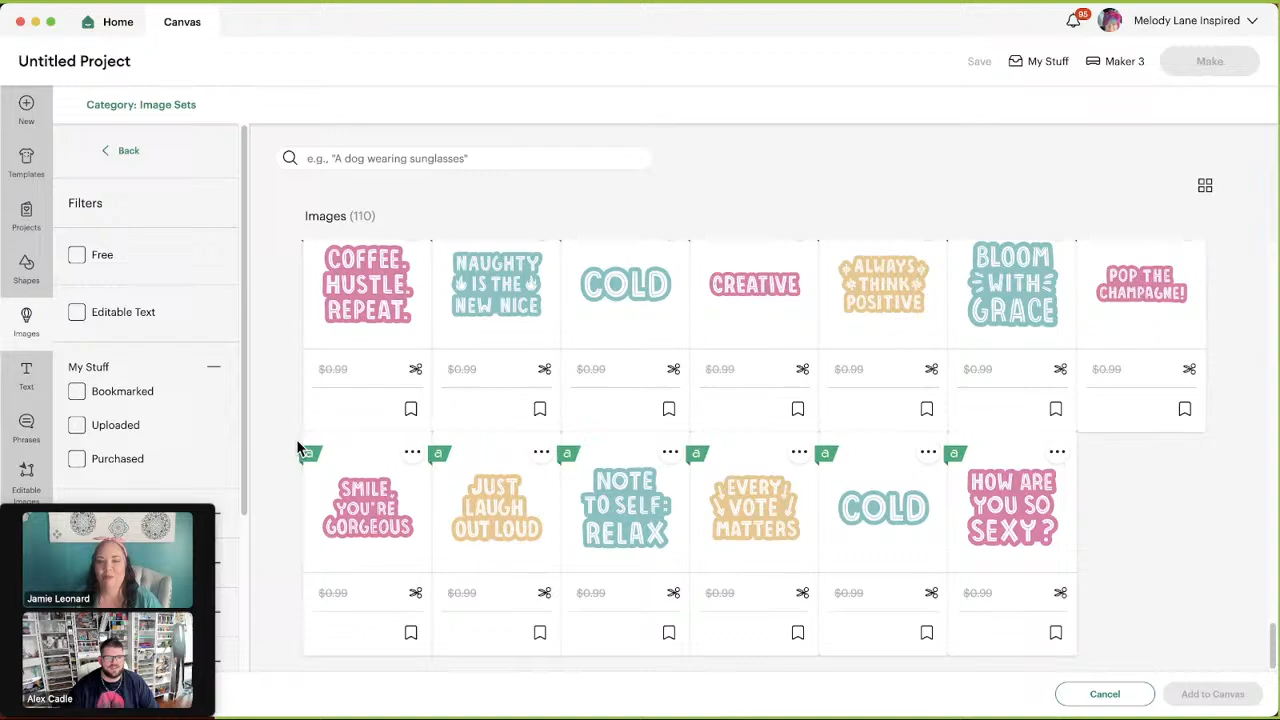 Home
Canvas
95
Melody Lane Inspired
Untitled Project
Save
My Stuff
Maker 3
Make
New
Templates
Projects
Shapes
Images
Text
Phrases
Editable
Images
Category: Image Sets
Back
Filters
Free
Editable Text
My Stuff
Bookmarked
Uploaded
Purchased
e.g., "A dog wearing sunglasses"
Images (110)
COFFEE.
HUSTLE.
REPEAT.
NAUGHTY
IS THE
NEW NICE
COLD
CREATIVE
ALWAYS
THINK
POSITIVE
BLOOM
WITH
GRACE
POP THE
CHAMPAGNE!
$0.99
$0.99
$0.99
$0.99
$0.99
$0.99
$0.99
a
a
a
a
a
a
SMILE,
YOU'RE
GORGEOUS
JUST
LAUGH
OUT LOUD
NOTE
TO SELF:
RELAX
EVERY
VOTE
MATTERS
COLD
HOW ARE
YOU SO
SEXY?
$0.99
$0.99
$0.99
$0.99
$0.99
$0.99
Jamie Leonard
Alex Cadle
Cancel
Add to Canvas